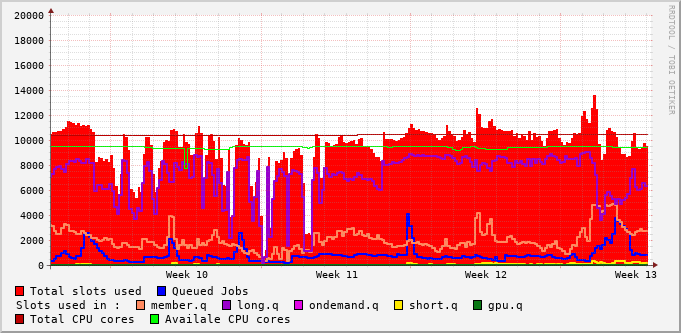 20000
18000
16000
14000
12000
10000
8000
6000
4000
2000
0
Week 10 Week 11 Week 12 Week 13
RRDTOOL / TOBI OETIKER
Total slots used Queued Jobs
Slots used in : member.q long.q ondemand.q short.q gpu.q
Total CPU cores Availale CPU cores